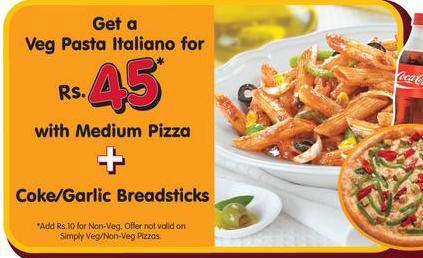 Get a
Veg Pasta Italiano for
Rs.45*
with Medium Pizza
+
Coke/Garlic Breadsticks
*Add Rs.10 for Non-Veg. Offer not valid on
Simply Veg/Non-Veg Pizzas.
Coca-C